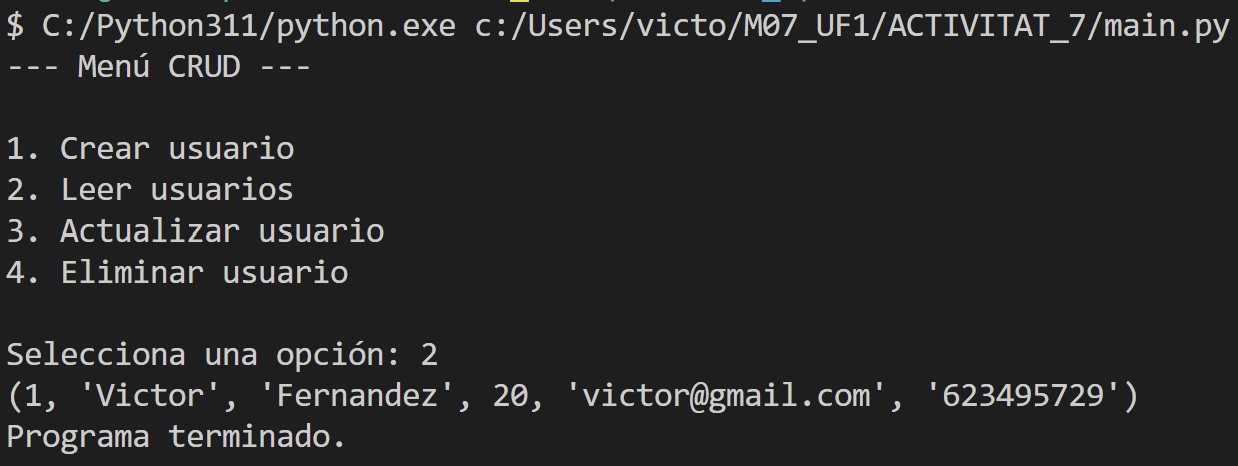 $ C:/Python311/python.exe c:/Users/victo/M07_UF1/ACTIVITAT_7/main.py
--- Menú CRUD ---
1. Crear usuario
2. Leer usuarios
3. Actualizar usuario
4. Eliminar usuario
Selecciona una opción: 2
(1, 'Victor', 'Fernandez', 20, 'victor@gmail.com', '623495729')
Programa terminado.